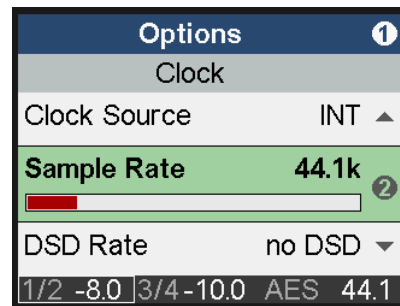 Options 1
Clock
Clock Source INT
Sample Rate 44.1k 2
DSD Rate no DSD
1/2 -8.0 3/4 -10.0 AES 44.1